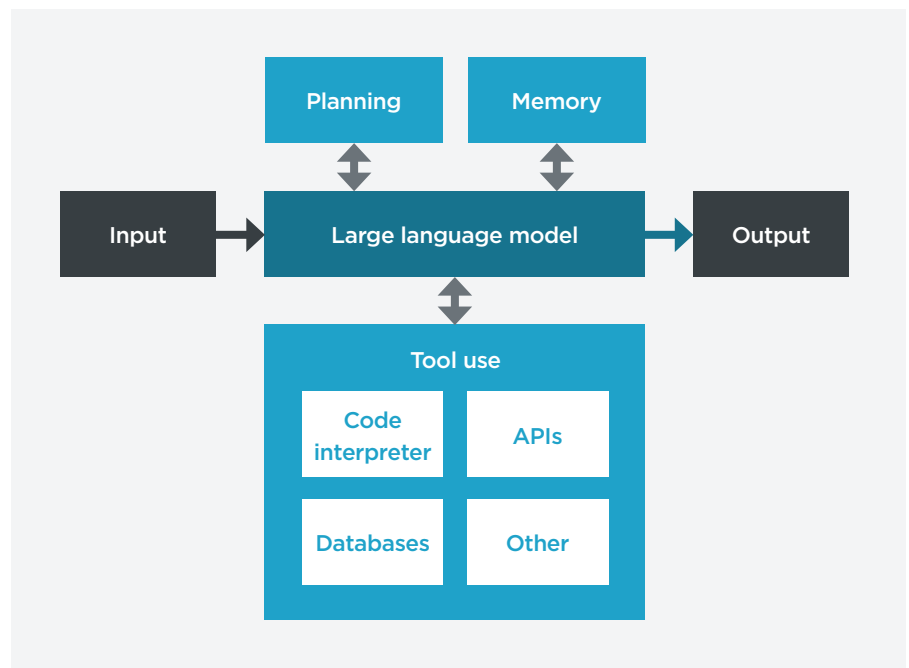 Planning
Memory
Input
Large language model
Output
Tool use
Code
interpreter
APIs
Databases
Other